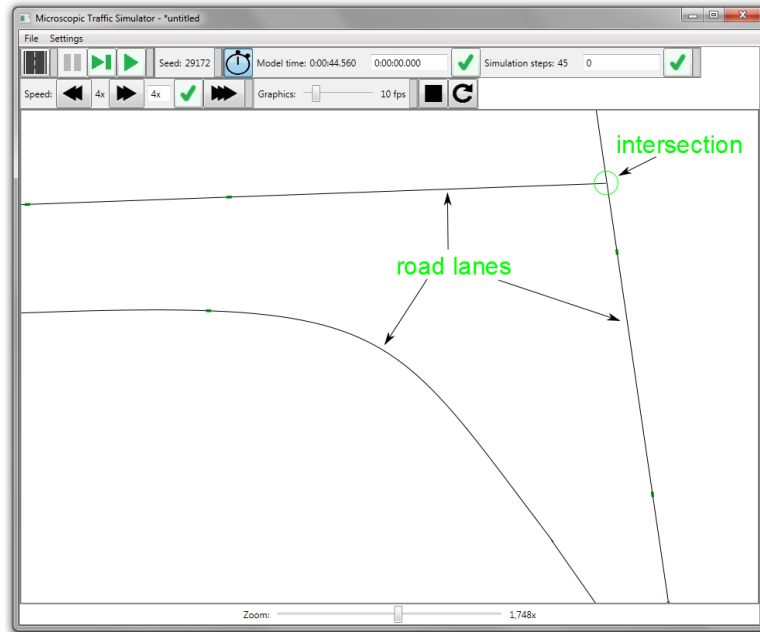 Microscopic Traffic Simulator - *untitled
File Settings
Seed: 29172 Model time: 0:00:44.560 0:00:00.000 Simulation steps: 45 0
Speed: 4x 4x Graphics: 10 fps
intersection
road lanes
Zoom: 1,748x